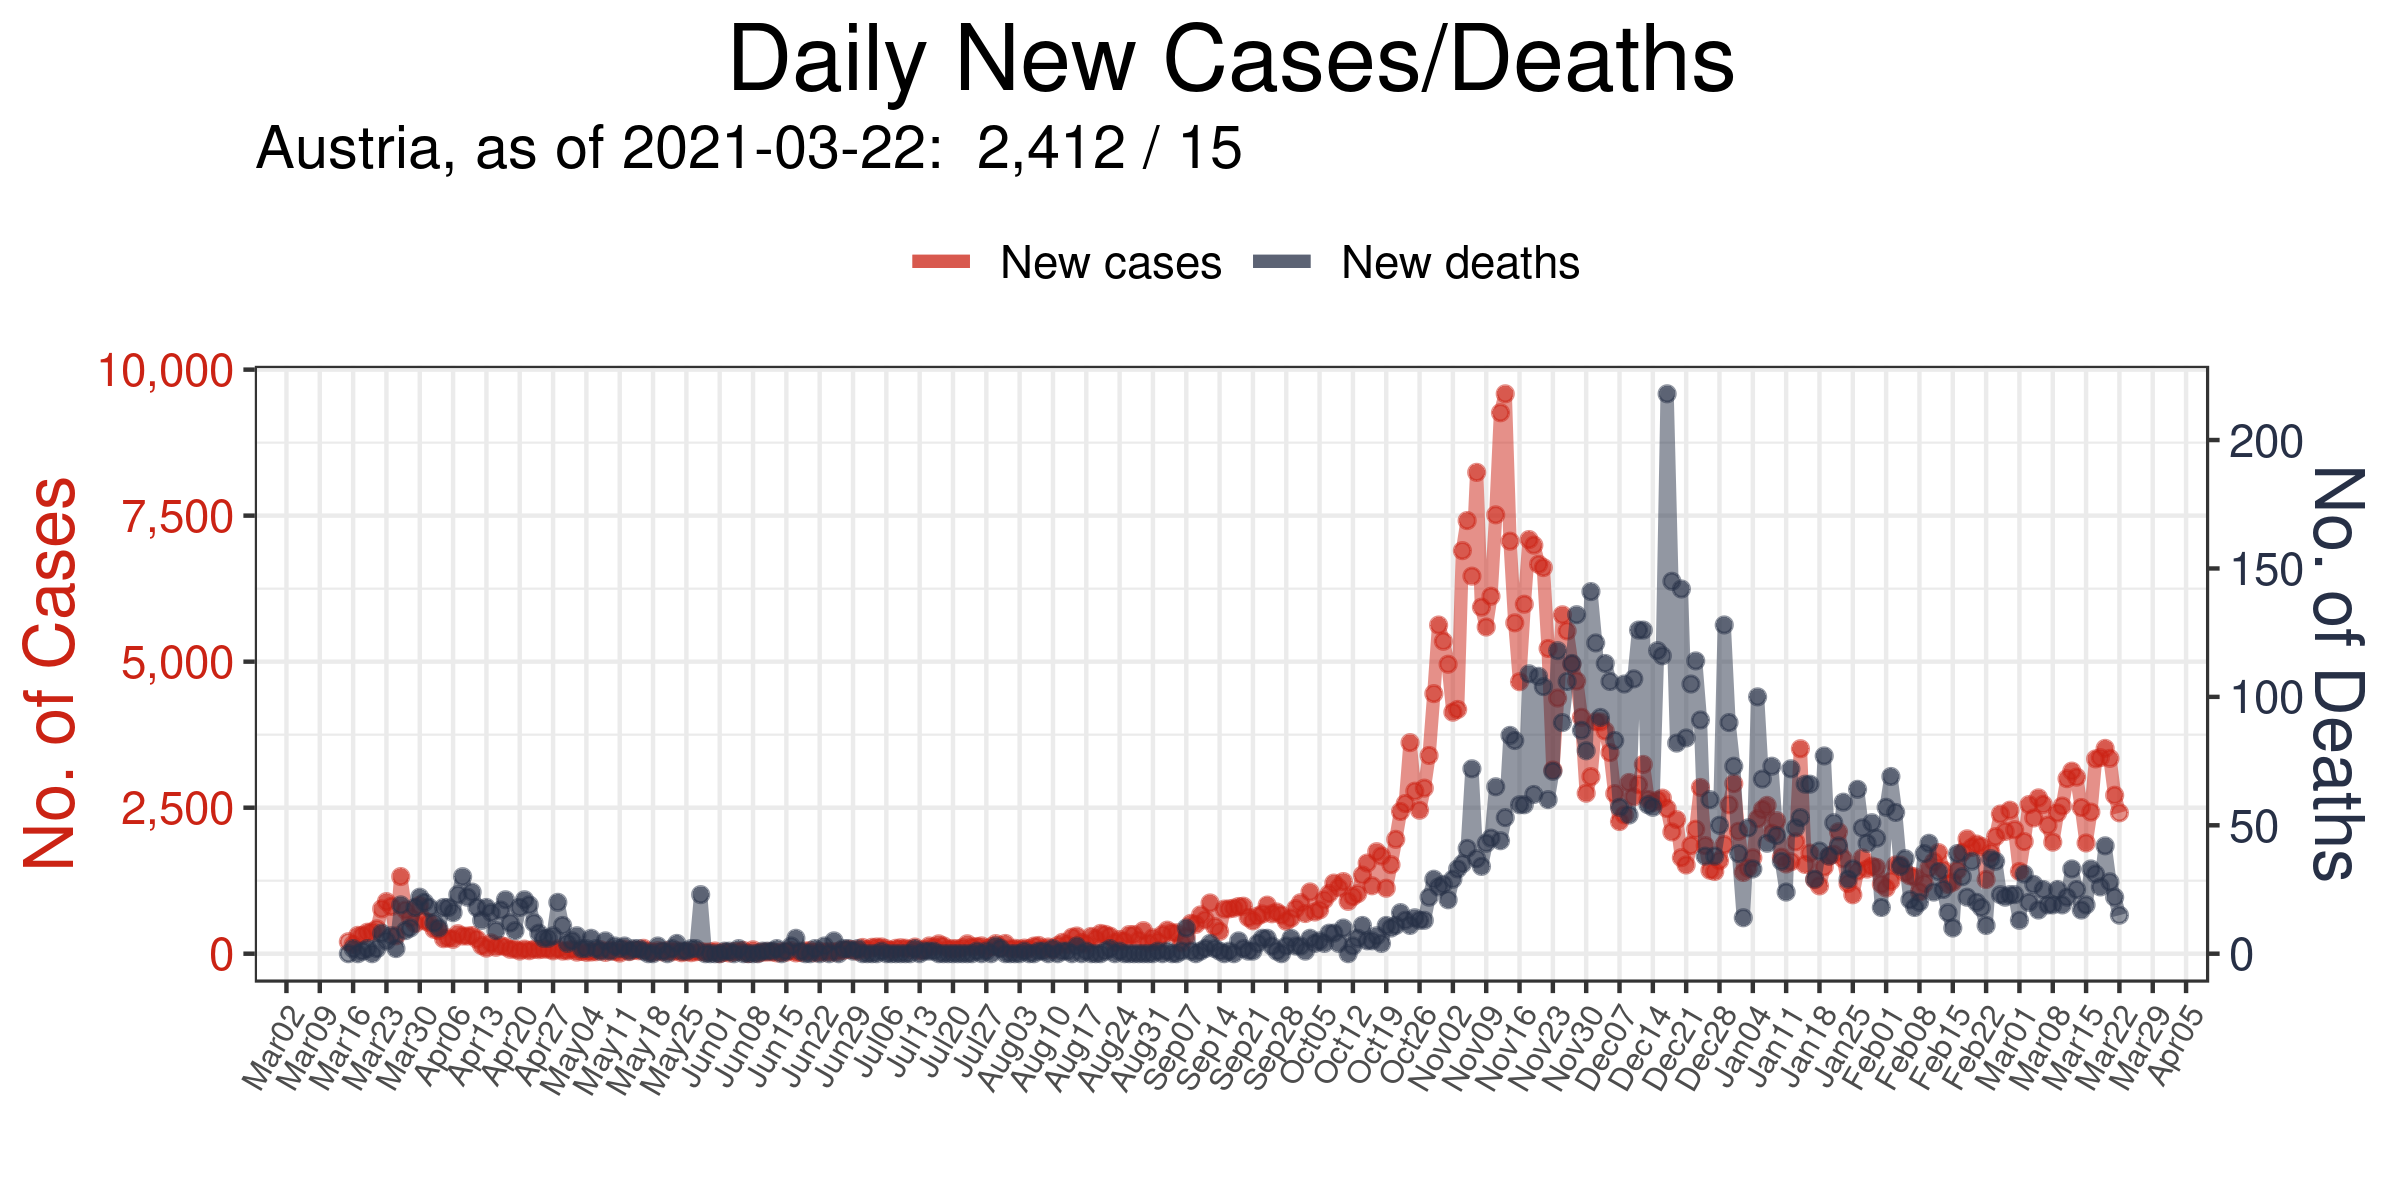 Daily New Cases/Deaths
Austria, as of 2021-03-22:  2,412 / 15
New cases
New deaths
No. of Cases
10,000
7,500
5,000
2,500
0
200
150
100
50
0
No. of Deaths
Mar02
Mar09
Mar16
Mar23
Mar30
Apr06
Apr13
Apr20
Apr27
May04
May11
May18
May25
Jun01
Jun08
Jun15
Jun22
Jun29
Jul06
Jul13
Jul20
Jul27
Aug03
Aug10
Aug17
Aug24
Aug31
Sep07
Sep14
Sep21
Sep28
Oct05
Oct12
Oct19
Oct26
Nov02
Nov09
Nov16
Nov23
Nov30
Dec07
Dec14
Dec21
Dec28
Jan04
Jan11
Jan18
Jan25
Feb01
Feb08
Feb15
Feb22
Mar01
Mar08
Mar15
Mar22
Mar29
Apr05